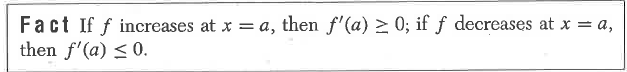 Fact If f increases at x = a, then f′(a) ≥ 0; if f decreases at x = a,
then f′(a) ≤ 0.